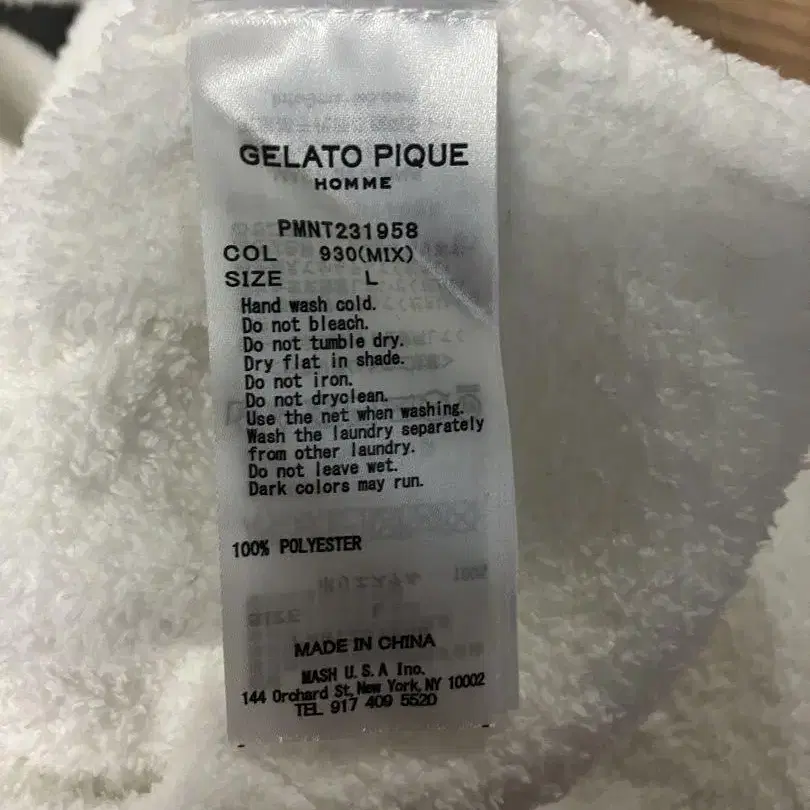 GELATO PIQUE
HOMME
PMNT231958
COL 930(MIX)
SIZE L
Hand wash cold.
Do not bleach.
Do not tumble dry.
Dry flat in shade.
Do not iron.
Do not dryclean.
Use the net when washing.
Wash the laundry separately
from other laundry.
Do not leave wet.
Dark colors may run.
100% POLYESTER
MADE IN CHINA
MASH U.S.A Inc.
144 Orchard St, New York, NY 10002
TEL 917 409 5520